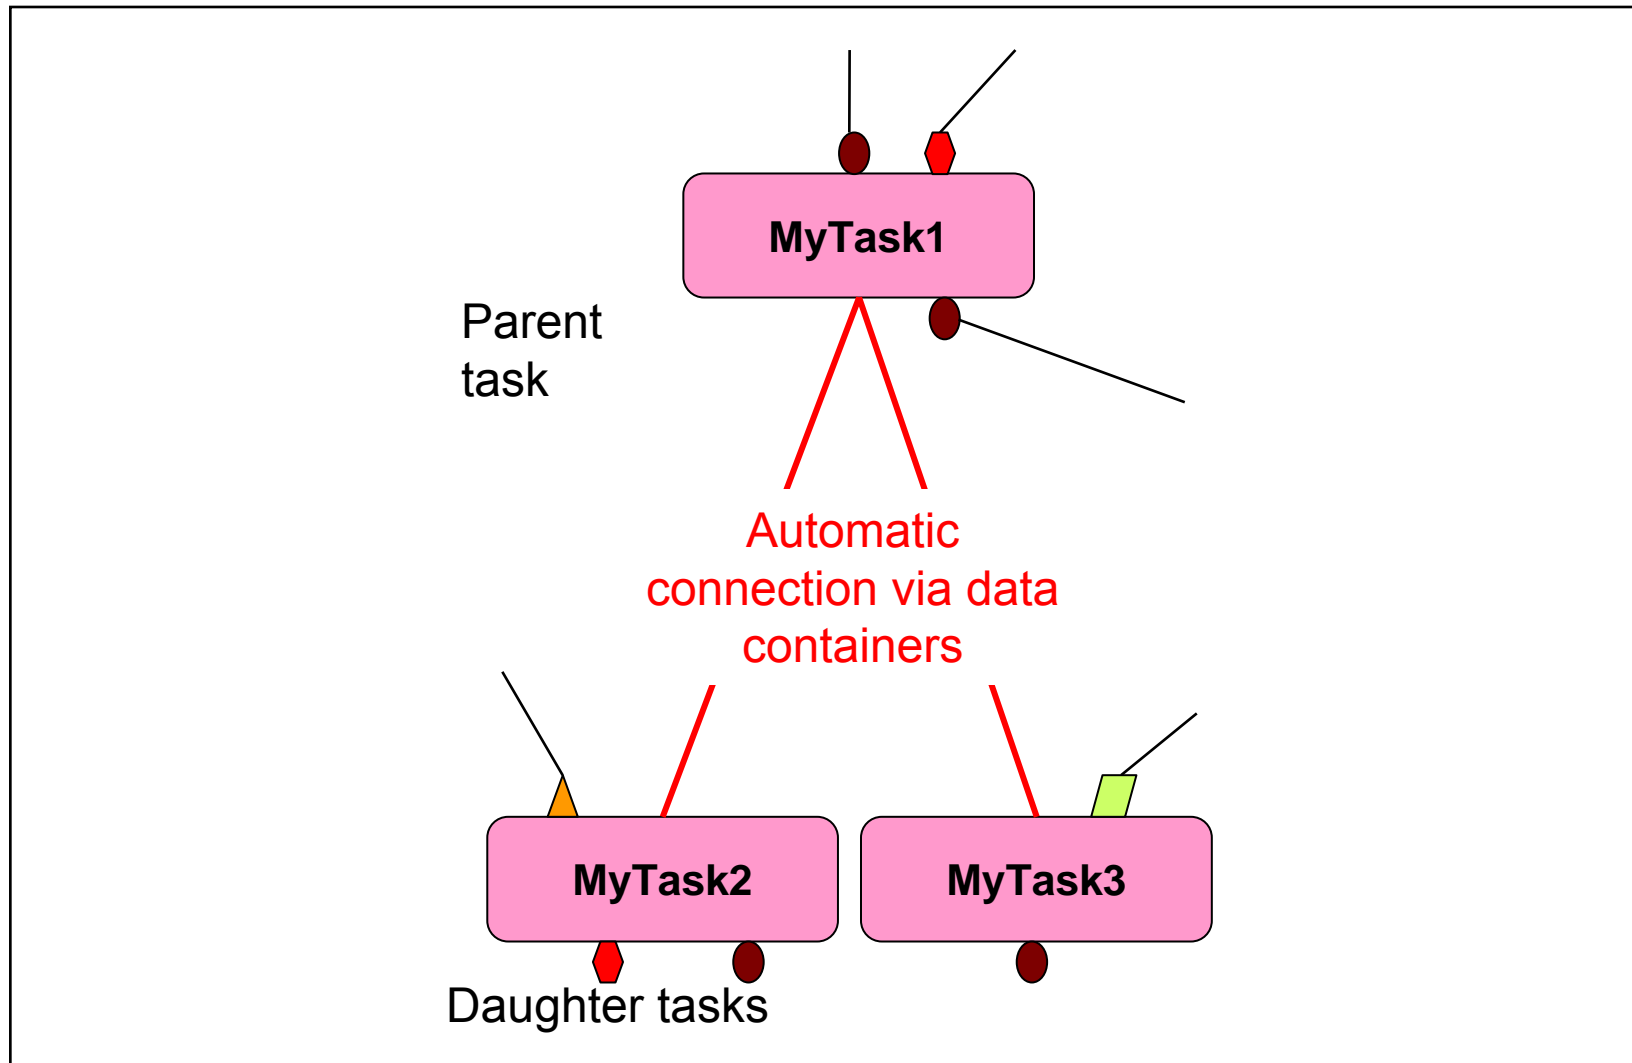 MyTask1
Parent
task
Automatic
connection via data
containers
MyTask2
MyTask3
Daughter tasks